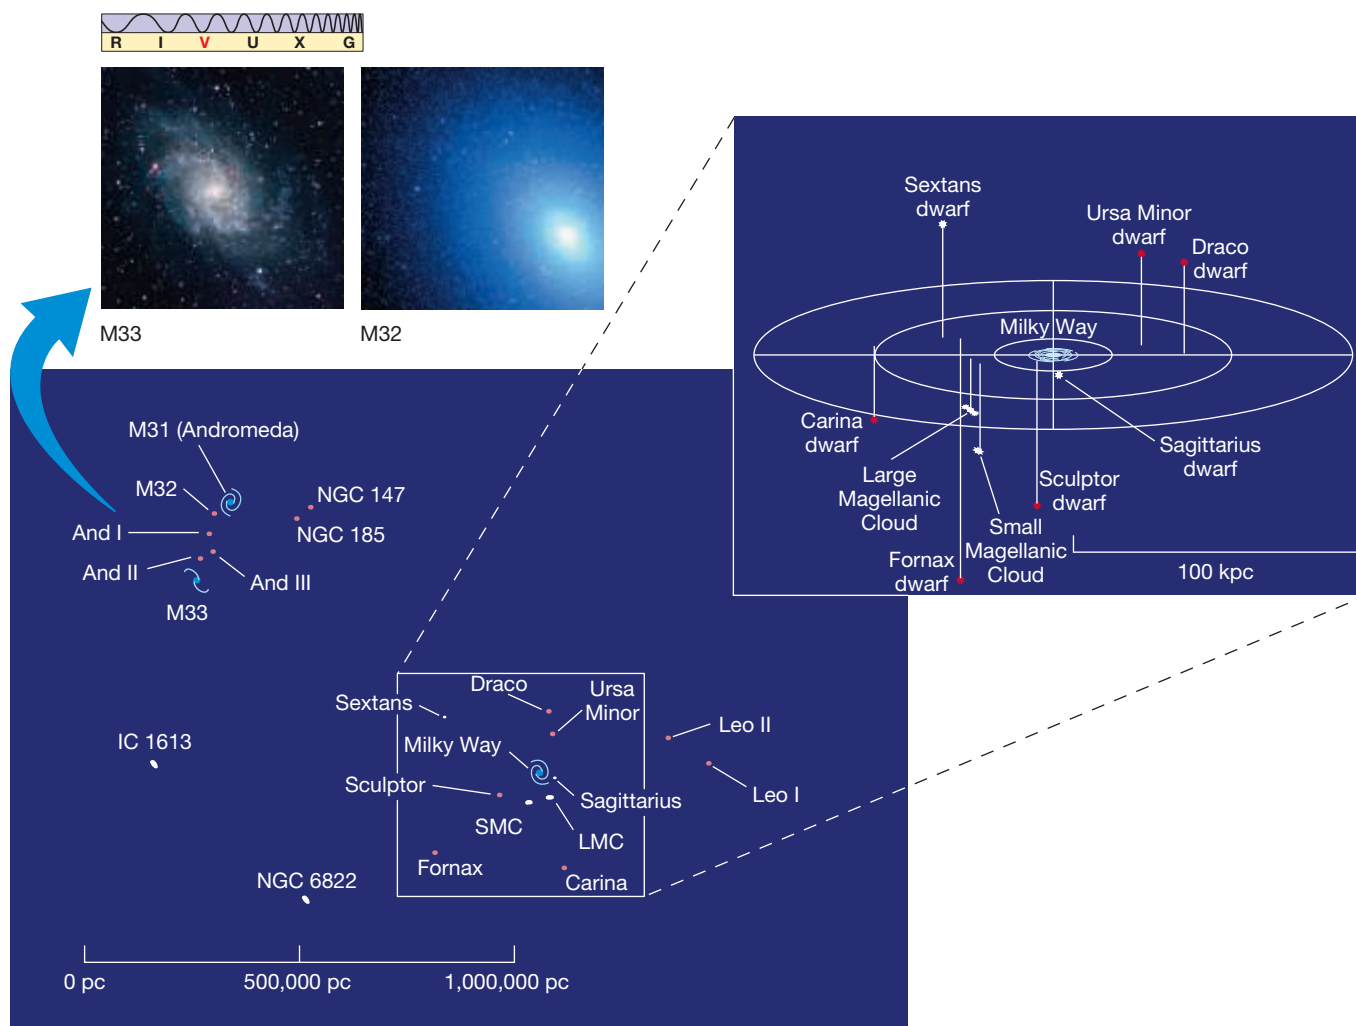 R I V U X G
M33
M32
M31 (Andromeda)
M32
NGC 147
And I
NGC 185
And II
And III
M33
Sextans
dwarf
Ursa Minor
dwarf
Draco
dwarf
Milky Way
Carina
dwarf
Large
Magellanic
Cloud
Sagittarius
dwarf
Sculptor
dwarf
Small
Magellanic
Cloud
Fornax
dwarf
100 kpc
Draco
Ursa
Minor
Sextans
Leo II
IC 1613
Milky Way
Sculptor
Sagittarius
Leo I
SMC
LMC
Fornax
Carina
NGC 6822
0 pc
500,000 pc
1,000,000 pc